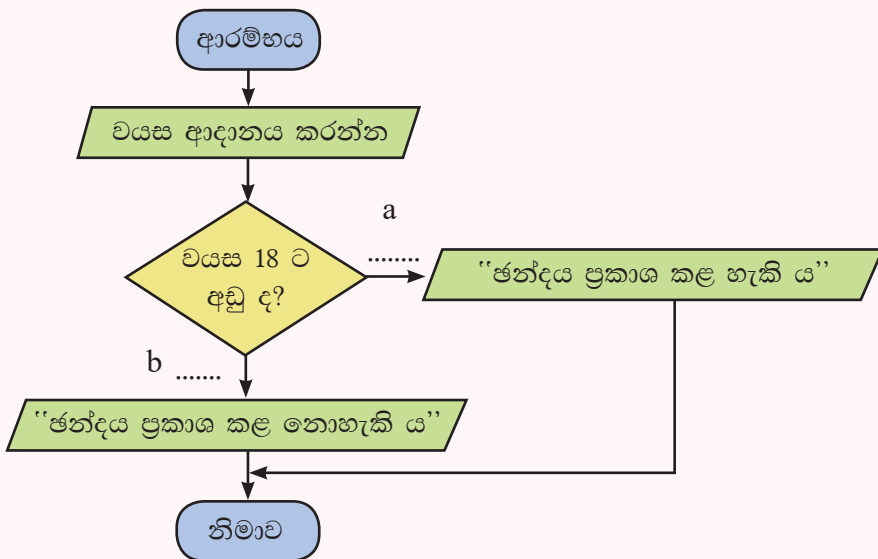 ආරම්භය
වයස ආදානය කරන්න
a
වයස 18 ට
අඩු ද?
........
“ඡන්දය ප්‍රකාශ කළ හැකි ය”
b .......
“ඡන්දය ප්‍රකාශ කළ නොහැකි ය”
නිමාව